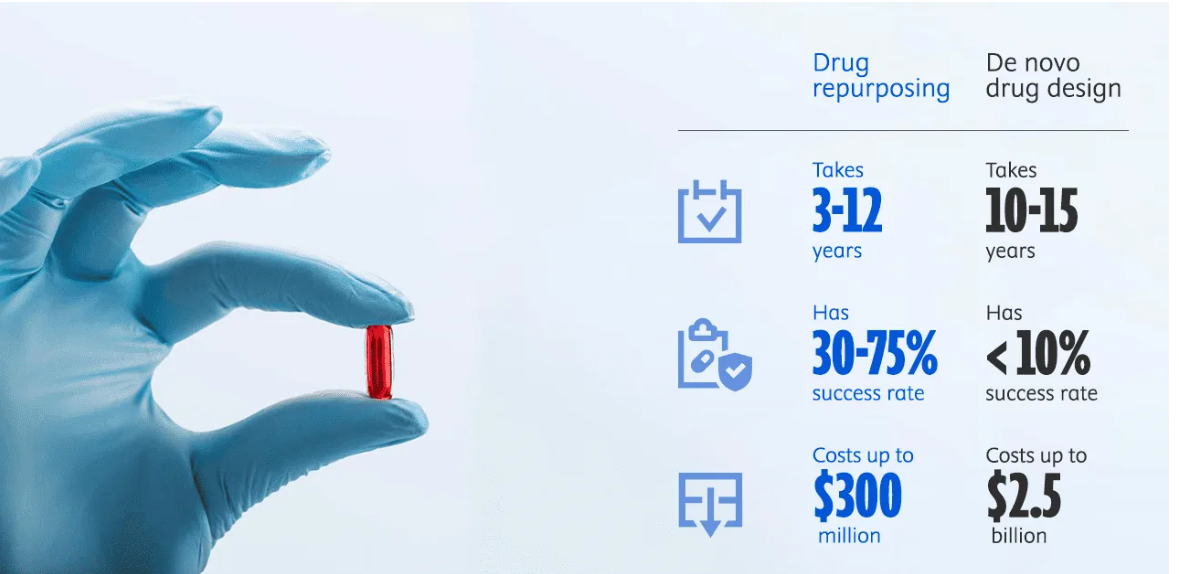 Drug
repurposing
De novo
drug design
Takes
3-12
years
Takes
10-15
years
Has
30-75%
success rate
Has
< 10%
success rate
Costs up to
$300
million
Costs up to
$2.5
billion